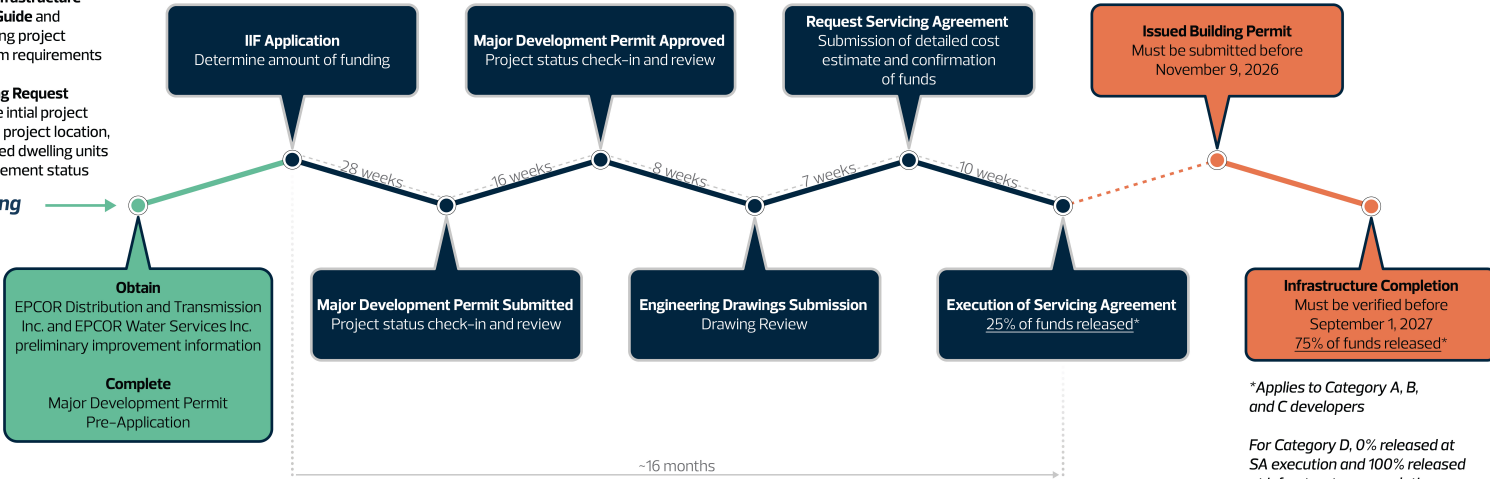 Guide and
ng project
m requirements
ng Request
e intial project
project location,
ed dwelling units
ement status
ng
Obtain
EPCOR Distribution and Transmission
Inc. and EPCOR Water Services Inc.
preliminary improvement information
Complete
Major Development Permit
Pre-Application
IIF Application
Determine amount of funding
28 weeks
Major Development Permit Submitted
Project status check-in and review
16 weeks
Major Development Permit Approved
Project status check-in and review
8 weeks
Engineering Drawings Submission
Drawing Review
7 weeks
Request Servicing Agreement
Submission of detailed cost
estimate and confirmation
of funds
10 weeks
Execution of Servicing Agreement
25% of funds released*
~16 months
Issued Building Permit
Must be submitted before
November 9, 2026
Infrastructure Completion
Must be verified before
September 1, 2027
75% of funds released*
*Applies to Category A, B,
and C developers
For Category D, 0% released at
SA execution and 100% released